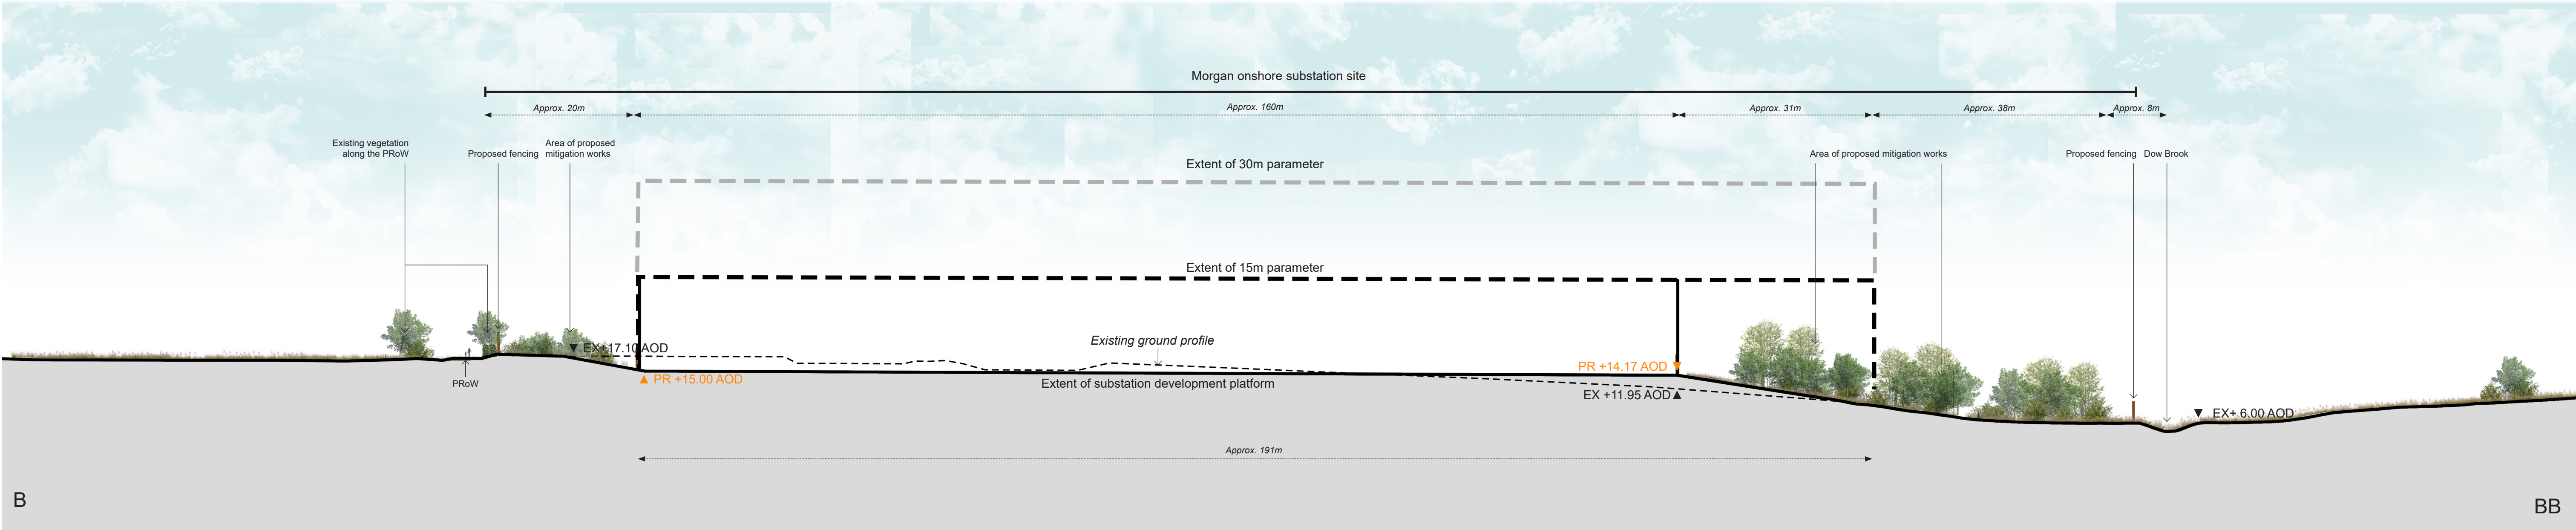 Morgan onshore substation site
Approx. 20m
Approx. 160m
Approx. 31m
Approx. 38m
Approx. 8m
Existing vegetation
along the PRoW
Proposed fencing
Area of proposed
mitigation works
Extent of 30m parameter
Area of proposed mitigation works
Proposed fencing
Dow Brook
Extent of 15m parameter
Existing ground profile
EX+17.10 AOD
PR +15.00 AOD
PRoW
Extent of substation development platform
PR +14.17 AOD
EX +11.95 AOD
EX+ 6.00 AOD
Approx. 191m
B
BB